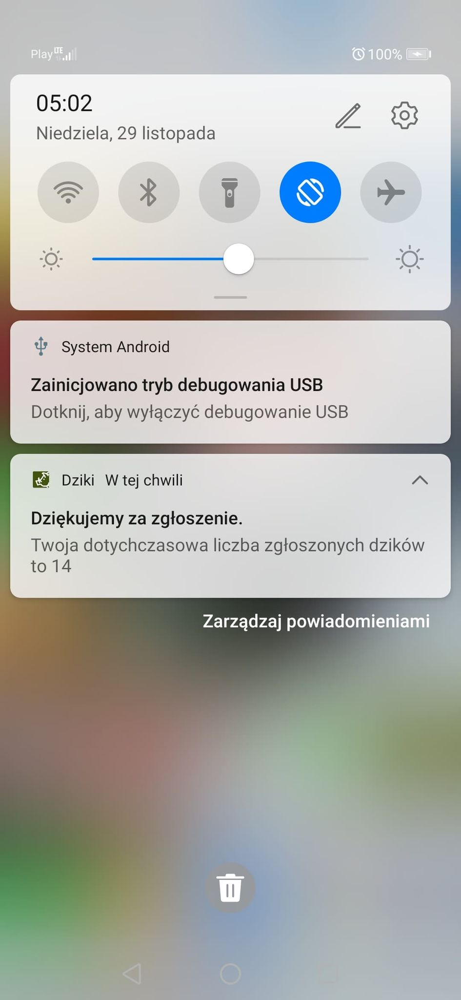 Play LTE
100%
05:02
Niedziela, 29 listopada
System Android
Zainicjowano tryb debugowania USB
Dotknij, aby wyłączyć debugowanie USB
Dziki W tej chwili
Dziękujemy za zgłoszenie.
Twoja dotychczasowa liczba zgłoszonych dzików
to 14
Zarządzaj powiadomieniami